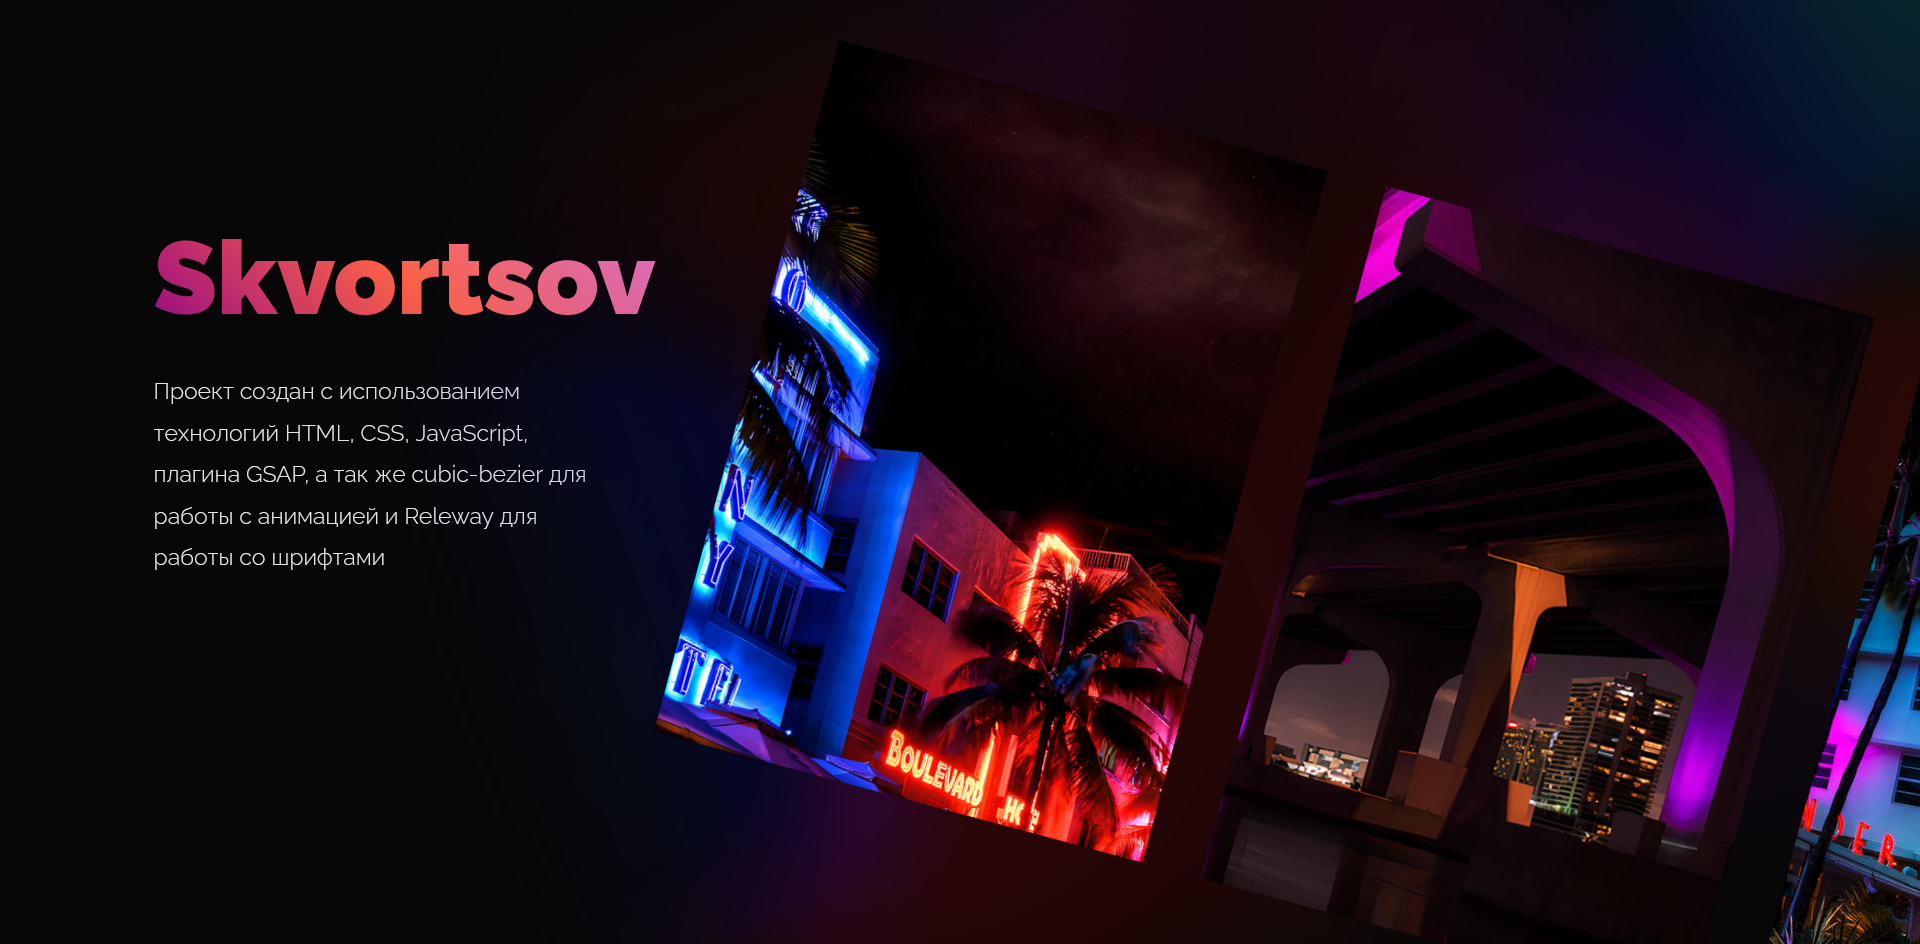 Skvortsov
Проект создан с использованием
технологий HTML, CSS, JavaScript,
плагина GSAP, а так же cubic-bezier для
работы с анимацией и Releway для
работы со шрифтами
O
N
Y
BOULEVARD